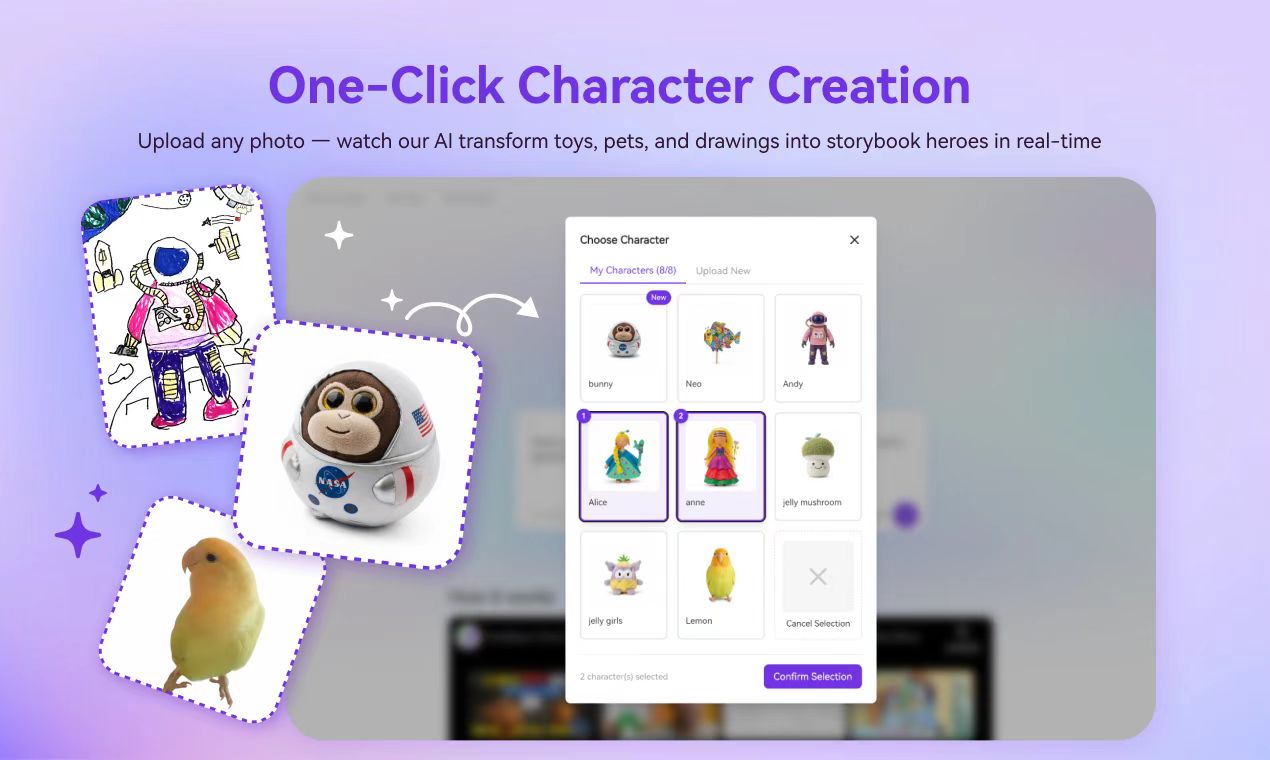 One-Click Character Creation
Upload any photo — watch our AI transform toys, pets, and drawings into storybook heroes in real-time
NASA
Choose Character
My Characters (8/8)
Upload New
New
bunny
Neo
Andy
1
2
Alice
anne
jelly mushroom
jelly girls
Lemon
Cancel Selection
2 character(s) selected
Confirm Selection